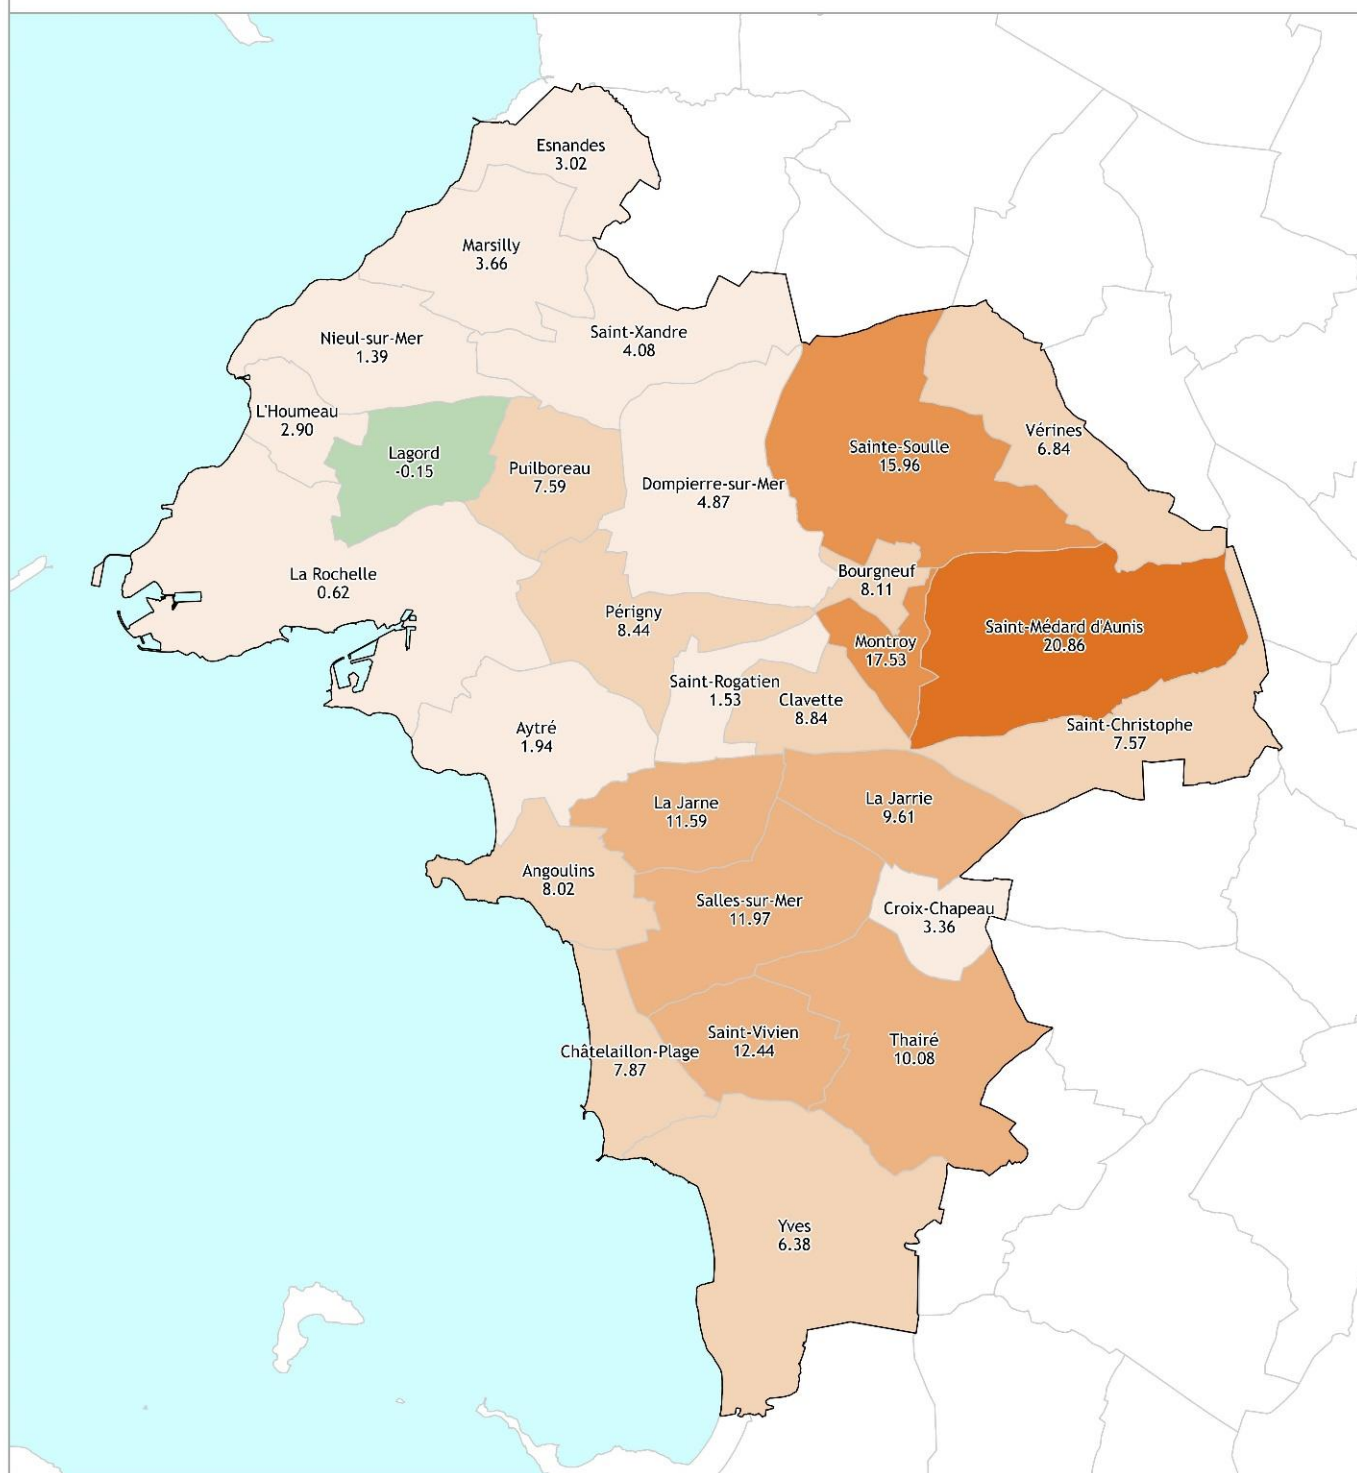 Esnandes
3.02
Marsilly
3.66
Nieul-sur-Mer
1.39
Saint-Xandre
4.08
L'Houmeau
2.90
Lagord
-0.15
Puilboreau
7.59
Dompierre-sur-Mer
4.87
Sainte-Soulle
15.96
Vérines
6.84
La Rochelle
0.62
Périgny
8.44
Bourgneuf
8.11
Montroy
17.53
Saint-Médard d'Aunis
20.86
Saint-Rogatien
1.53
Clavette
8.84
Saint-Christophe
7.57
Aytré
1.94
La Jarne
11.59
La Jarrie
9.61
Angoulins
8.02
Salles-sur-Mer
11.97
Croix-Chapeau
3.36
Châtelaillon-Plage
7.87
Saint-Vivien
12.44
Thairé
10.08
Yves
6.38